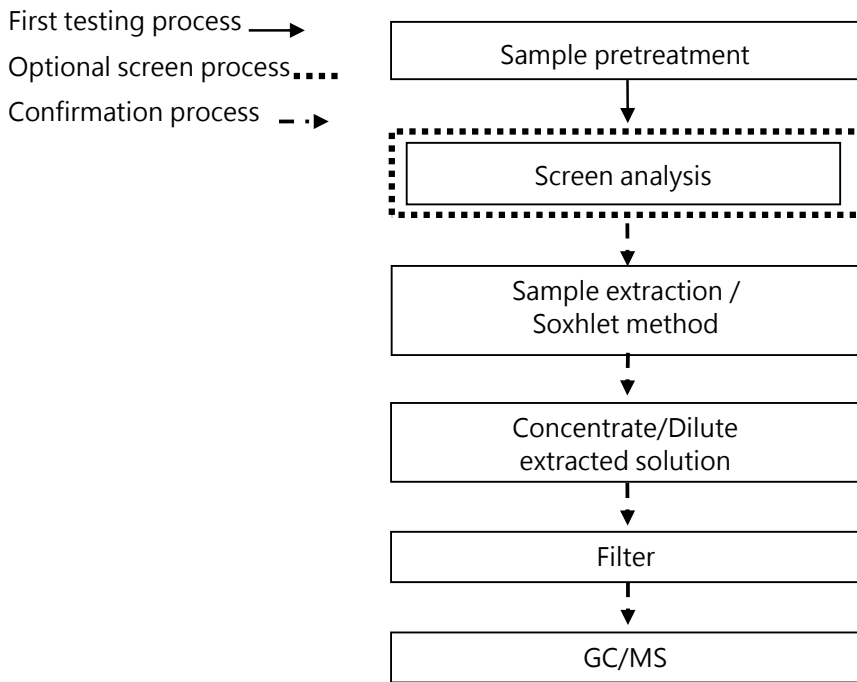 First testing process
Optional screen process
Confirmation process
Sample pretreatment
Screen analysis
Sample extraction /
Soxhlet method
Concentrate/Dilute
extracted solution
Filter
GC/MS